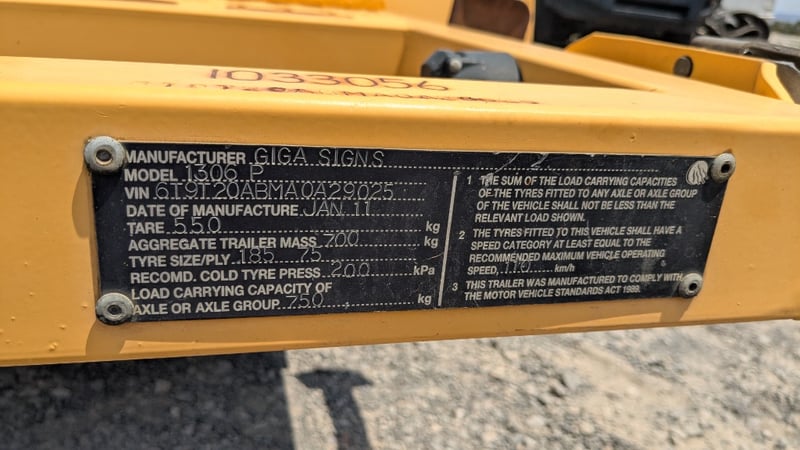 1033056
MANUFACTURER GIGA SIGNS
MODEL 1306 P
VIN 6T9T20ABMA0A29025
DATE OF MANUFACTURE JAN 11
TARE 550 kg
AGGREGATE TRAILER MASS 700 kg
TYRE SIZE/PLY 185 75
RECOMD. COLD TYRE PRESS 200 kPa
LOAD CARRYING CAPACITY OF
AXLE OR AXLE GROUP 750 kg
1 THE SUM OF THE LOAD CARRYING CAPACITIES
OF THE TYRES FITTED TO ANY AXLE OR AXLE GROUP
OF THE VEHICLE SHALL NOT BE LESS THAN THE
RELEVANT LOAD SHOWN.
2 THE TYRES FITTED TO THIS VEHICLE SHALL HAVE A
SPEED CATEGORY AT LEAST EQUAL TO THE
RECOMMENDED MAXIMUM VEHICLE OPERATING
SPEED, 110 km/h
3 THIS TRAILER WAS MANUFACTURED TO COMPLY WITH
THE MOTOR VEHICLE STANDARDS ACT 1989.